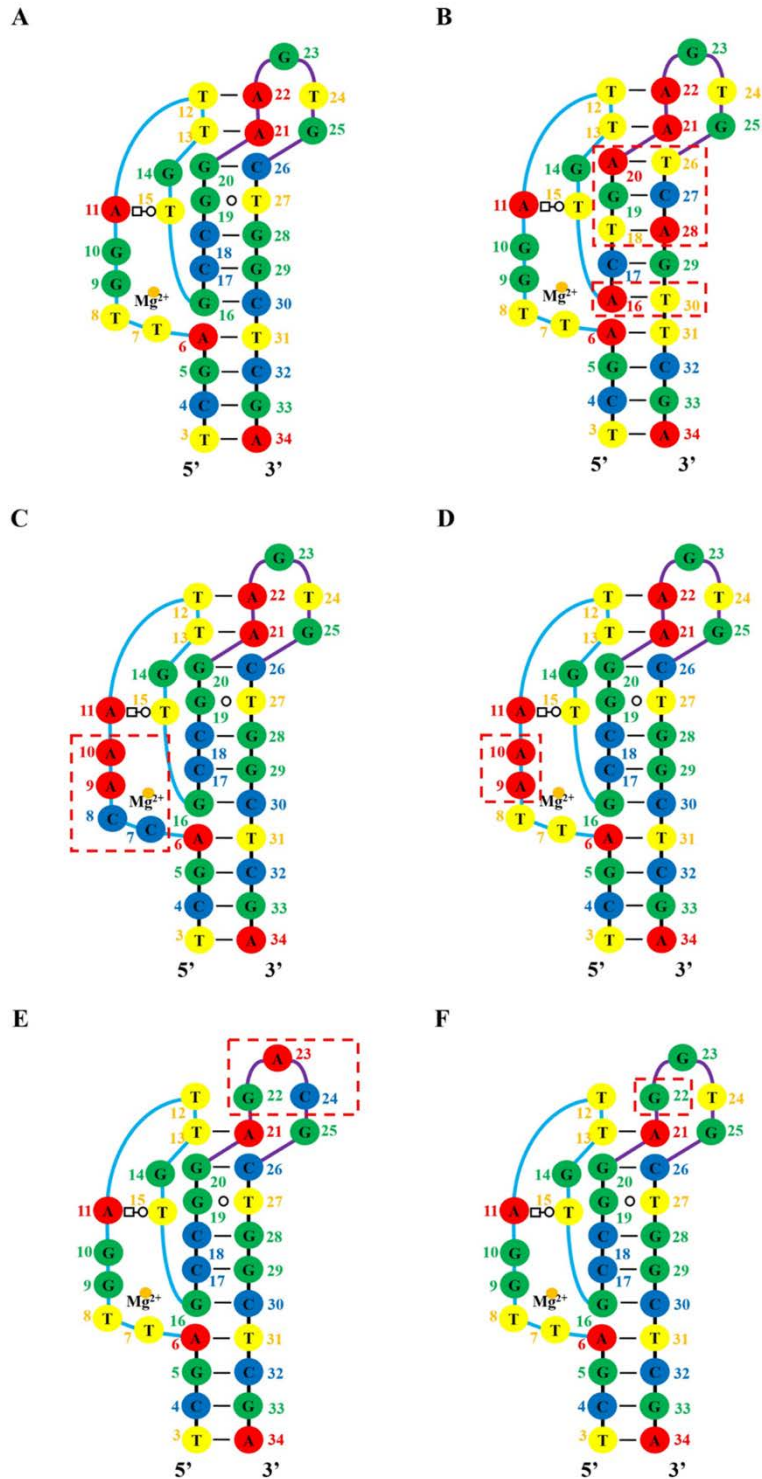 A
G 23
T A 22 T 24
12
13 T A 21 G 25
14 G G C 26
20
11 A 15 T G T 27
19
10 G C G 28
18
9 G C G 29
17
Mg²⁺
G C 30
8 T T 16
7 A T 31
6
5 G C 32
4 C G 33
3 T A 34
5’ 3’
B
G 23
T A 22 T 24
12
13 T A 21 G 25
14 G A T 26
20
11 A 15 T G C 27
19
10 G T A 28
18
9 G C G 29
17
Mg²⁺
A T 30
8 T T 16
7 A T 31
6
5 G C 32
4 C G 33
3 T A 34
5’ 3’
C
G 23
T A 22 T 24
12
13 T A 21 G 25
14 G G C 26
20
11 A 15 T G T 27
19
10 A C G 28
18
9 A C G 29
17
Mg²⁺
G C 30
8 C C 16
7 A T 31
6
5 G C 32
4 C G 33
3 T A 34
5’ 3’
D
G 23
T A 22 T 24
12
13 T A 21 G 25
14 G G C 26
20
11 A 15 T G T 27
19
10 A C G 28
18
9 A C G 29
17
Mg²⁺
G C 30
8 T T 16
7 A T 31
6
5 G C 32
4 C G 33
3 T A 34
5’ 3’
E
A 23
T G 22 C 24
12
13 T A 21 G 25
14 G G C 26
20
11 A 15 T G T 27
19
10 G C G 28
18
9 G C G 29
17
Mg²⁺
G C 30
8 T T 16
7 A T 31
6
5 G C 32
4 C G 33
3 T A 34
5’ 3’
F
G 23
T G 22 T 24
12
13 T A 21 G 25
14 G G C 26
20
11 A 15 T G T 27
19
10 G C G 28
18
9 G C G 29
17
Mg²⁺
G C 30
8 T T 16
7 A T 31
6
5 G C 32
4 C G 33
3 T A 34
5’ 3’